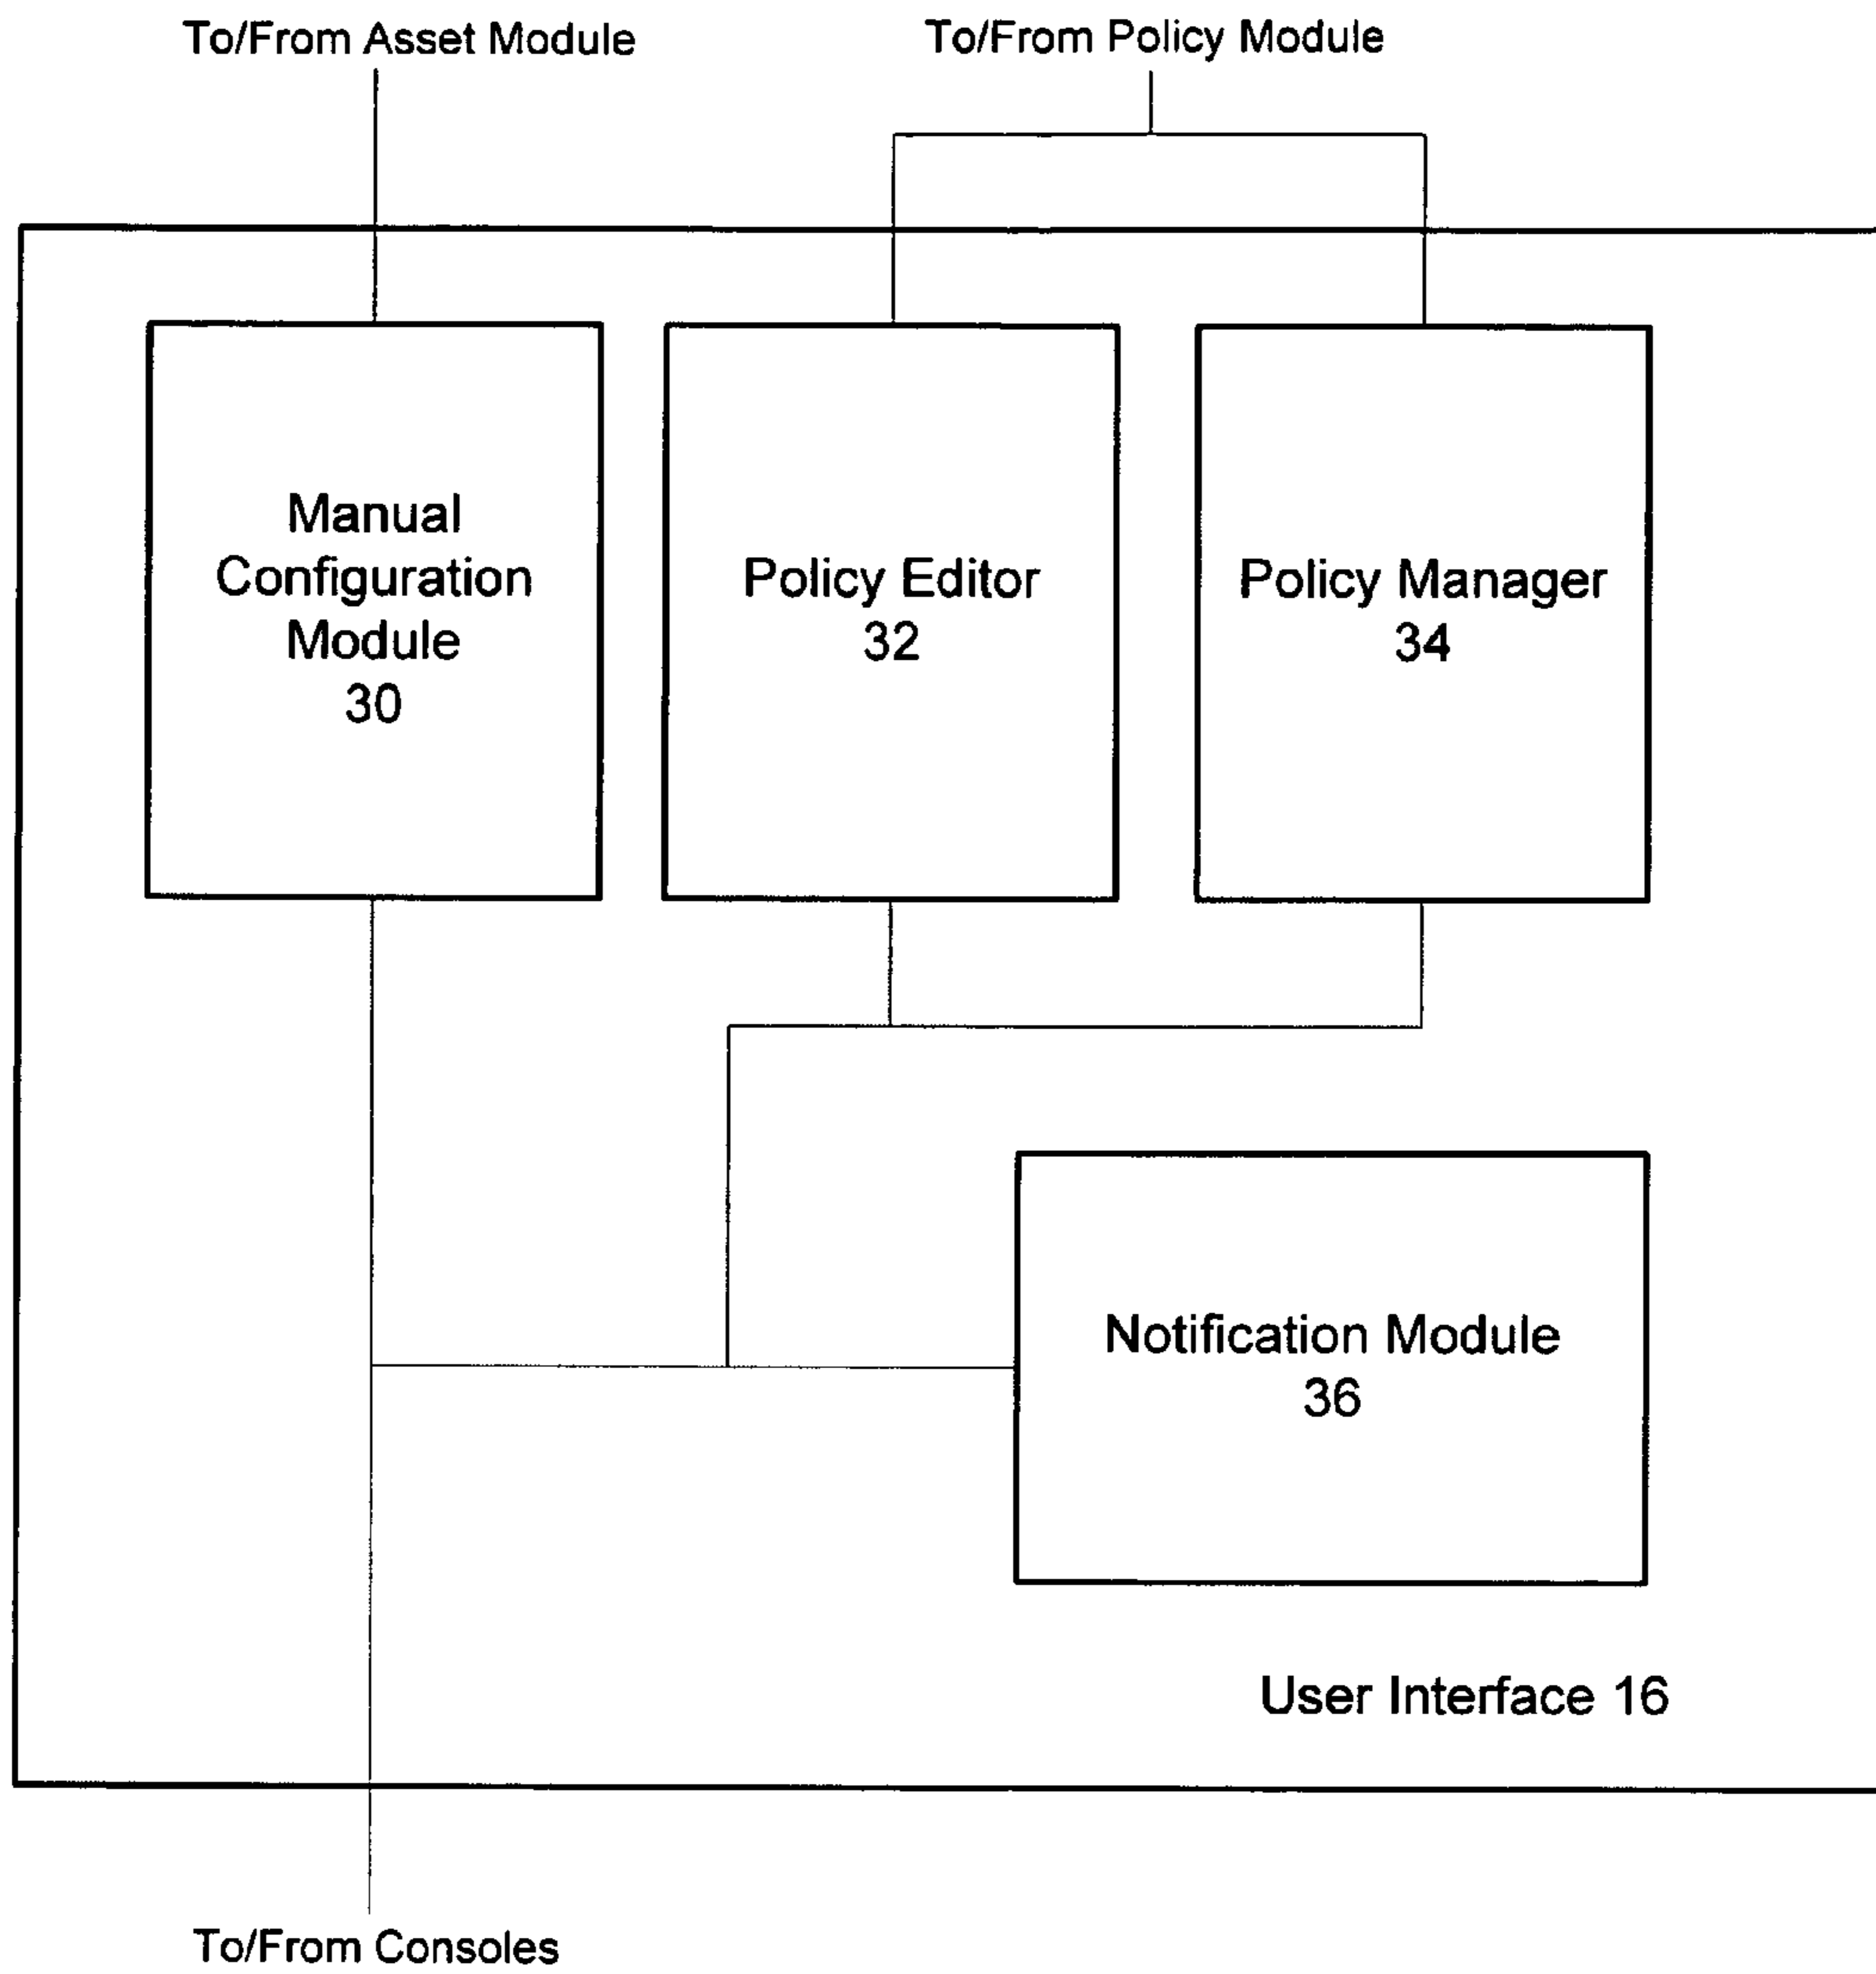 To/From Asset Module
To/From Policy Module
Manual
Configuration
Module
30
Policy Editor
32
Policy Manager
34
Notification Module
36
User Interface 16
To/From Consoles